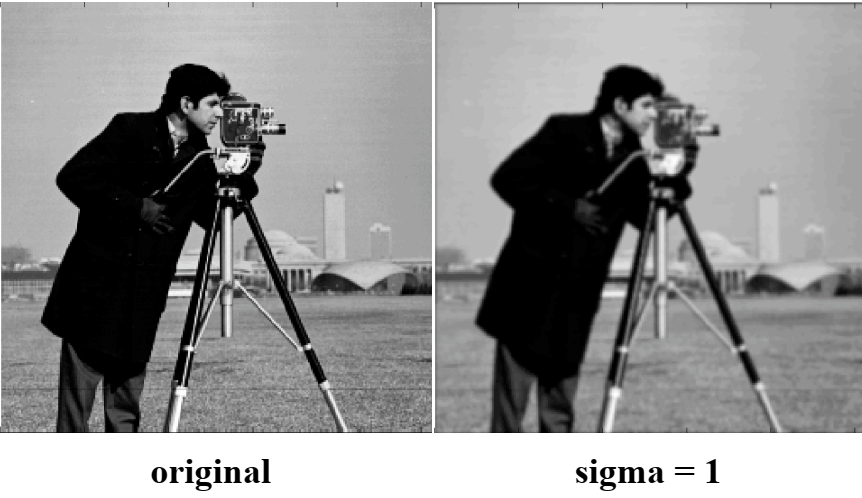 original
sigma = 1